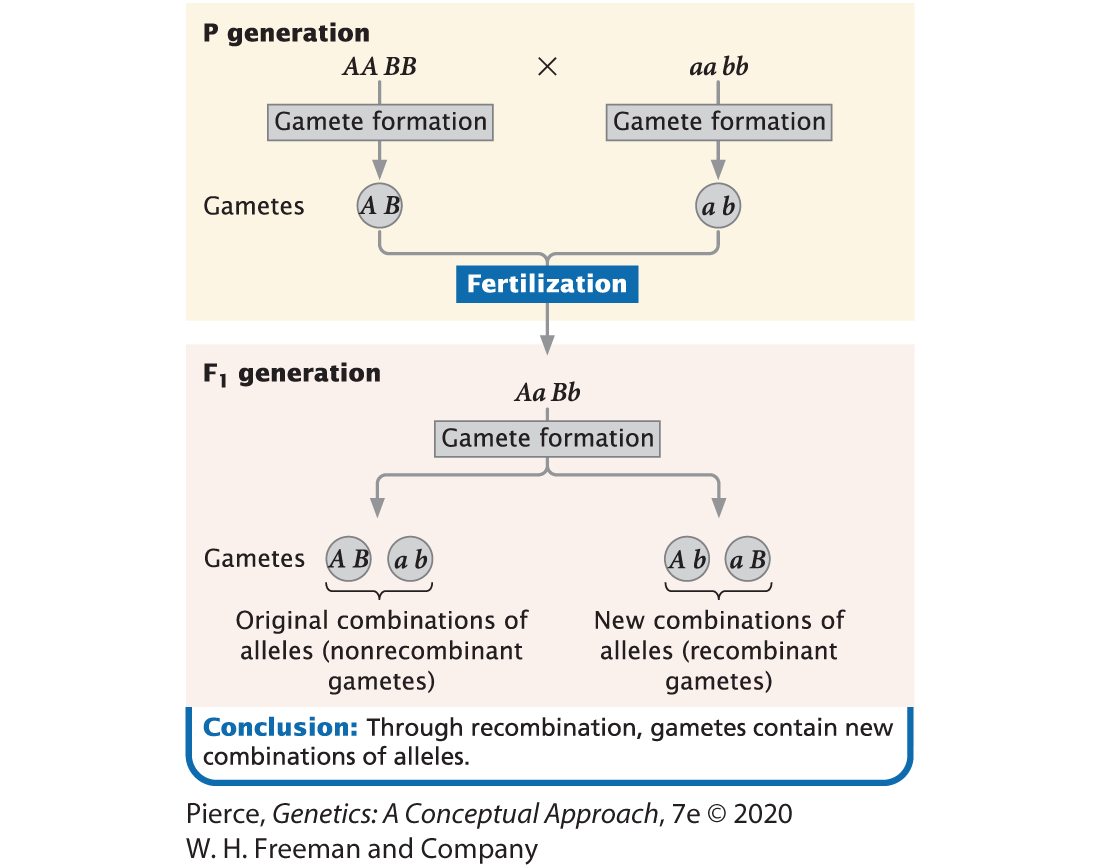 P generation
AA BB × aa bb
Gamete formation Gamete formation
Gametes A B a b
Fertilization
F1 generation
Aa Bb
Gamete formation
Gametes A B a b A b a B
Original combinations of
alleles (nonrecombinant
gametes)
New combinations of
alleles (recombinant
gametes)
Conclusion: Through recombination, gametes contain new
combinations of alleles.
Pierce, Genetics: A Conceptual Approach, 7e © 2020
W. H. Freeman and Company